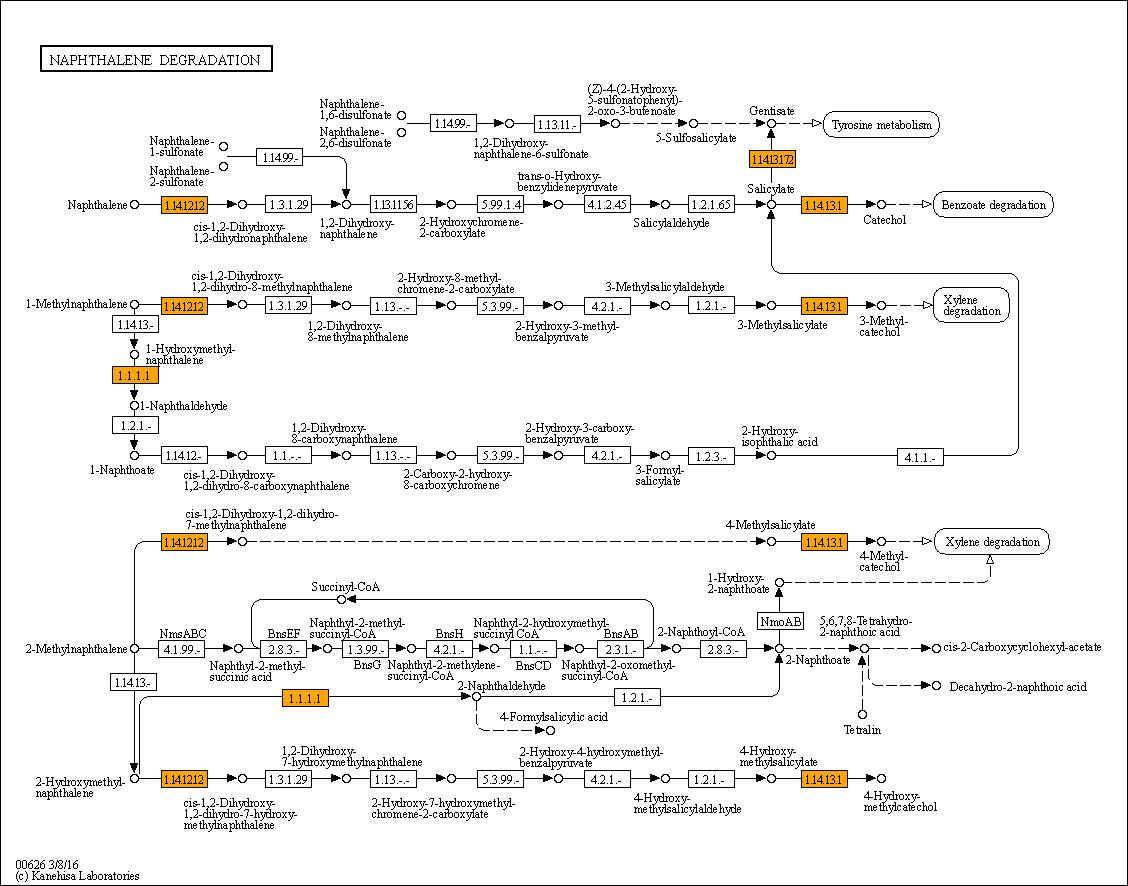 NAPHTHALENE DEGRADATION
(Z)-4-(2-Hydroxy-
5-sulfonatophenyl)-
2-oxo-3-butenoate
Naphthalene-
1,6-disulfonate
Naphthalene-
2,6-disulfonate
1.14.99.-
1.13.11.-
1,2-Dihydroxy-
naphthalene-6-sulfonate
5-Sulfosalicylate
Gentisate
Tyrosine metabolism
Naphthalene-
1-sulfonate
Naphthalene-
2-sulfonate
1.14.99.-
1.14.13.172
trans-o-Hydroxy-
benzylidenepyruvate
Salicylate
Naphthalene
1.14.12.12
1.3.1.29
1.13.11.56
5.99.1.4
4.1.2.45
1.2.1.65
1.14.13.1
Benzoate degradation
cis-1,2-Dihydroxy-
1,2-dihydronaphthalene
1,2-Dihydroxy-
naphthalene
2-Hydroxychromene-
2-carboxylate
Salicylaldehyde
Catechol
cis-1,2-Dihydroxy-
1,2-dihydro-8-methylnaphthalene
2-Hydroxy-8-methyl-
chromene-2-carboxylate
3-Methylsalicylaldehyde
1-Methylnaphthalene
1.14.12.12
1.3.1.29
1.13.-.-
5.3.99.-
4.2.1.-
1.2.1.-
1.14.13.1
Xylene
degradation
1.14.13.-
1,2-Dihydroxy-
8-methylnaphthalene
2-Hydroxy-3-methyl-
benzalpyruvate
3-Methylsalicylate
3-Methyl-
catechol
1-Hydroxymethyl-
naphthalene
1.1.1.1
1-Naphthaldehyde
1.2.1.-
1,2-Dihydroxy-
8-carboxynaphthalene
2-Hydroxy-3-carboxy-
benzalpyruvate
2-Hydroxy-
isophthalic acid
1-Naphthoate
1.14.12.-
1.1.-.-
1.13.-.-
5.3.99.-
4.2.1.-
1.2.3.-
4.1.1.-
cis-1,2-Dihydroxy-
1,2-dihydro-8-carboxynaphthalene
2-Carboxy-2-hydroxy-
8-carboxychromene
3-Formyl-
salicylate
cis-1,2-Dihydroxy-1,2-dihydro-
7-methylnaphthalene
4-Methylsalicylate
1.14.12.12
1.14.13.1
Xylene degradation
4-Methyl-
catechol
Succinyl-CoA
1-Hydroxy-
2-naphthoate
NmsABC
BnsEF
Naphthyl-2-methyl-
succinyl-CoA
BnsH
Naphthyl-2-hydroxymethyl-
succinyl CoA
BnsAB
2-Naphthoyl-CoA
NmoAB
5,6,7,8-Tetrahydro-
2-naphthoic acid
2-Methylnaphthalene
4.1.99.-
2.8.3.-
1.3.99.-
4.2.1.-
1.1.-.-
2.3.1.-
2.8.3.-
2-Naphthoate
cis-2-Carboxycyclohexyl-acetate
Naphthyl-2-methyl-
succinic acid
BnsG
Naphthyl-2-methylene-
succinyl-CoA
BnsCD
Naphthyl-2-oxomethyl-
succinyl-CoA
1.14.13.-
1.1.1.1
2-Naphthaldehyde
1.2.1.-
Decahydro-2-naphthoic acid
4-Formylsalicylic acid
Tetralin
1,2-Dihydroxy-
7-hydroxymethylnaphthalene
2-Hydroxy-4-hydroxymethyl-
benzalpyruvate
4-Hydroxy-
methylsalicylate
2-Hydroxymethyl-
naphthalene
1.14.12.12
1.3.1.29
1.13.-.-
5.3.99.-
4.2.1.-
1.2.1.-
1.14.13.1
cis-1,2-Dihydroxy-
1,2-dihydro-7-hydroxy-
methylnaphthalene
2-Hydroxy-7-hydroxymethyl-
chromene-2-carboxylate
4-Hydroxy-
methylsalicylaldehyde
4-Hydroxy-
methylcatechol
00626 3/8/16
(c) Kanehisa Laboratories